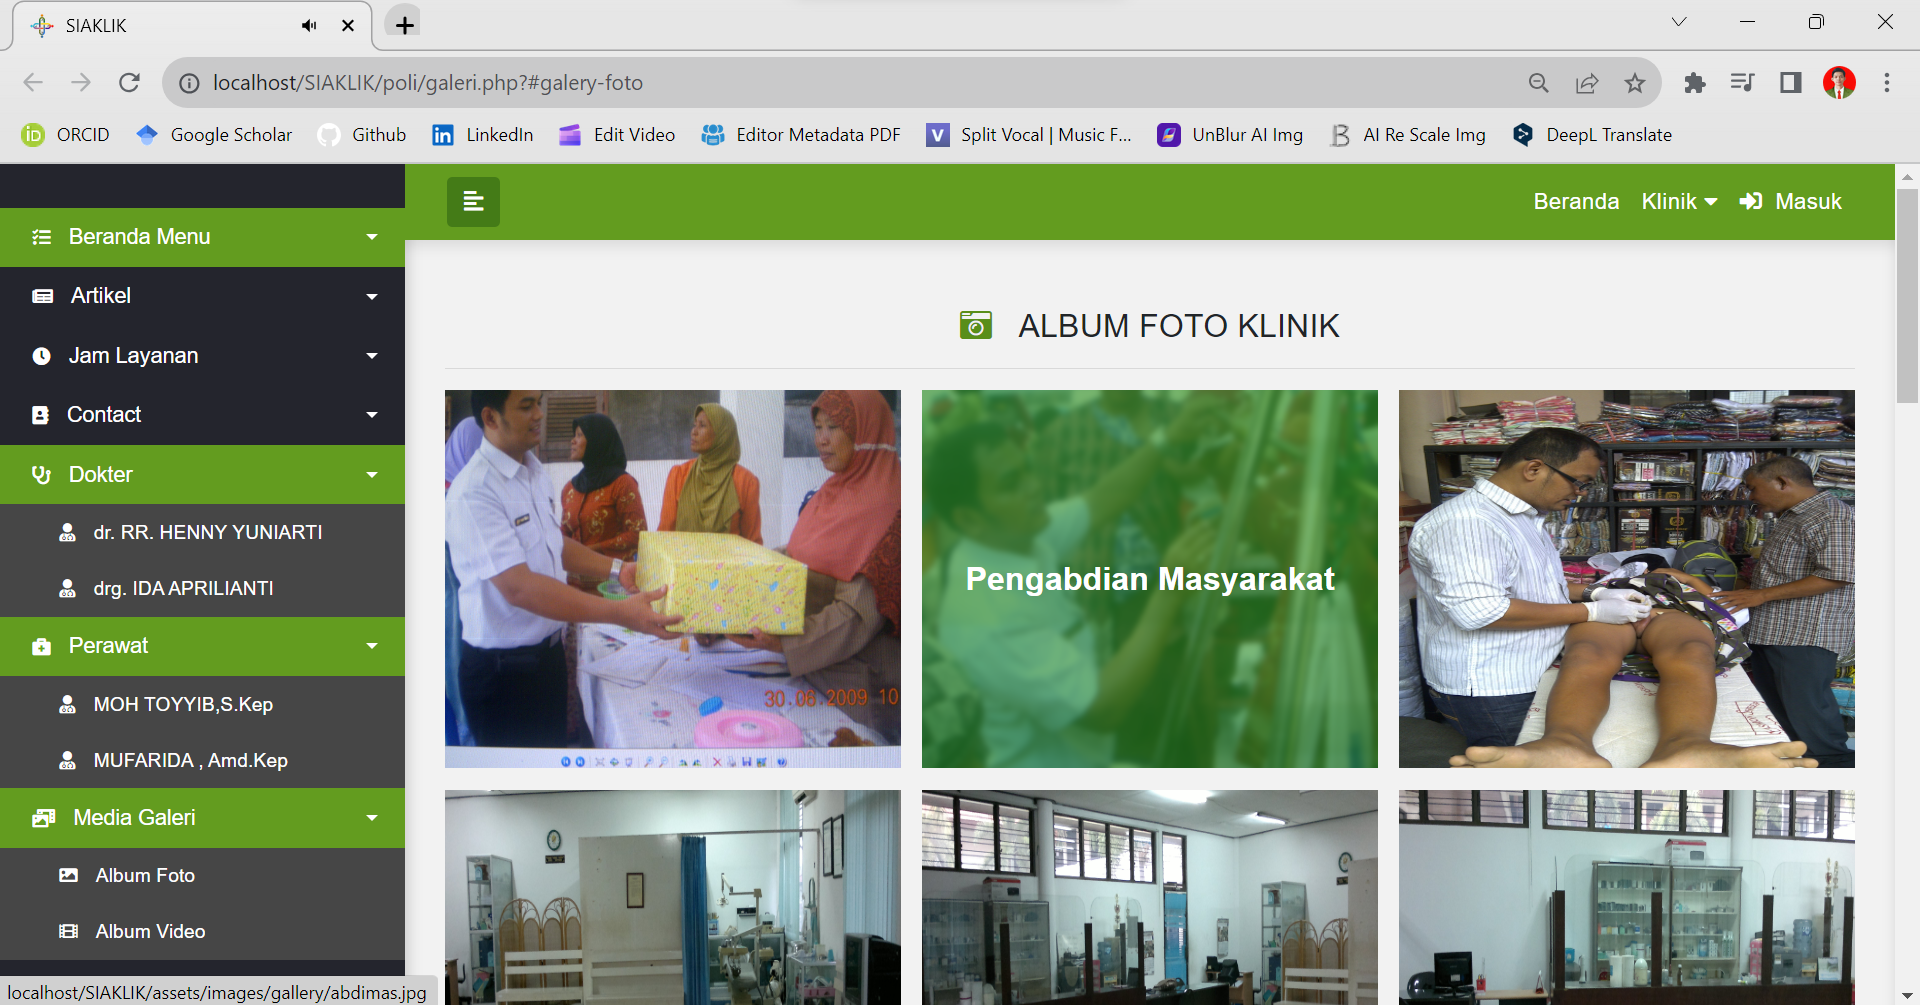 SIAKLIK
localhost/SIAKLIK/poli/galeri.php?#galery-foto
ORCID
Google Scholar
Github
LinkedIn
Edit Video
Editor Metadata PDF
Split Vocal | Music F...
UnBlur AI Img
AI Re Scale Img
DeepL Translate
Beranda
Klinik
Masuk
Beranda Menu
Artikel
Jam Layanan
Contact
Dokter
dr. RR. HENNY YUNIARTI
drg. IDA APRILIANTI
Perawat
MOH TOYYIB,S.Kep
MUFARIDA , Amd.Kep
Media Galeri
Album Foto
Album Video
ALBUM FOTO KLINIK
30.06.2009 10
Pengabdian Masyarakat
localhost/SIAKLIK/assets/images/gallery/abdimas.jpg